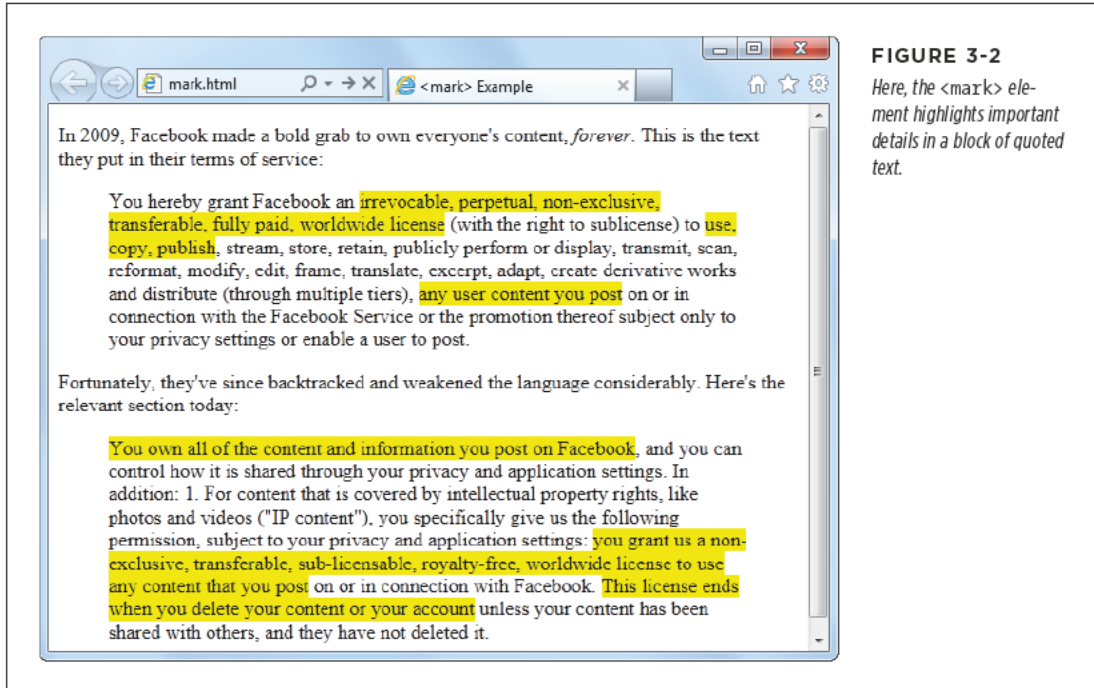 mark.html
<mark> Example
FIGURE 3-2
Here, the <mark> ele-
ment highlights important
details in a block of quoted
text.
In 2009, Facebook made a bold grab to own everyone's content, forever. This is the text
they put in their terms of service:
You hereby grant Facebook an irrevocable, perpetual, non-exclusive,
transferable, fully paid, worldwide license (with the right to sublicense) to use,
copy, publish, stream, store, retain, publicly perform or display, transmit, scan,
reformat, modify, edit, frame, translate, excerpt, adapt, create derivative works
and distribute (through multiple tiers), any user content you post on or in
connection with the Facebook Service or the promotion thereof subject only to
your privacy settings or enable a user to post.
Fortunately, they've since backtracked and weakened the language considerably. Here's the
relevant section today:
You own all of the content and information you post on Facebook, and you can
control how it is shared through your privacy and application settings. In
addition: 1. For content that is covered by intellectual property rights, like
photos and videos ("IP content"), you specifically give us the following
permission, subject to your privacy and application settings: you grant us a non-
exclusive, transferable, sub-licensable, royalty-free, worldwide license to use
any content that you post on or in connection with Facebook. This license ends
when you delete your content or your account unless your content has been
shared with others, and they have not deleted it.